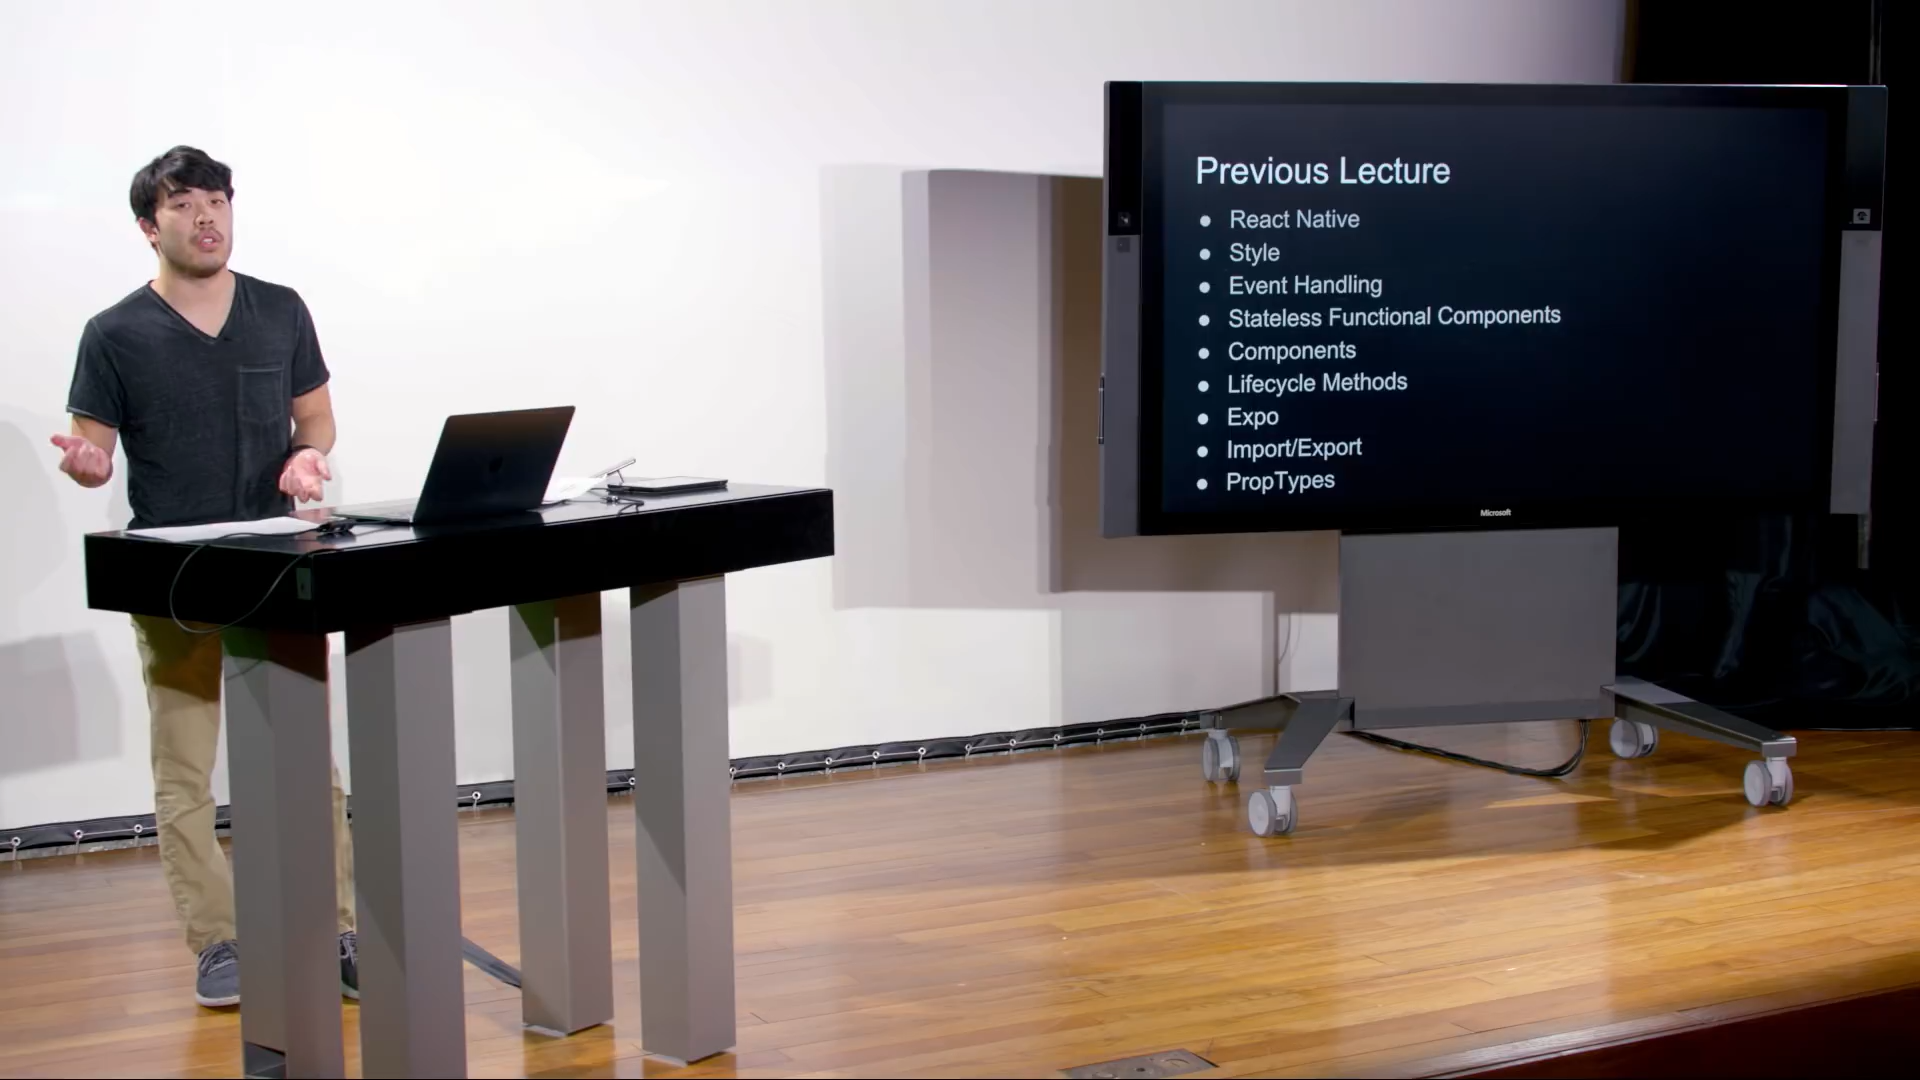 Previous Lecture
● React Native
● Style
● Event Handling
● Stateless Functional Components
● Components
● Lifecycle Methods
● Expo
● Import/Export
● PropTypes
Microsoft